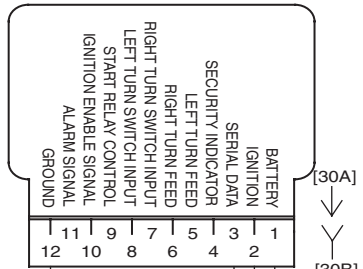 RIGHT TURN SWITCH INPUT
LEFT TURN SWITCH INPUT
START RELAY CONTROL
IGNITION ENABLE SIGNAL
ALARM SIGNAL
GROUND
SECURITY INDICATOR
LEFT TURN FEED
RIGHT TURN FEED
BATTERY
IGNITION
SERIAL DATA
[30A]
11 9 7 5 3 1
12 10 8 6 4 2
[30B]